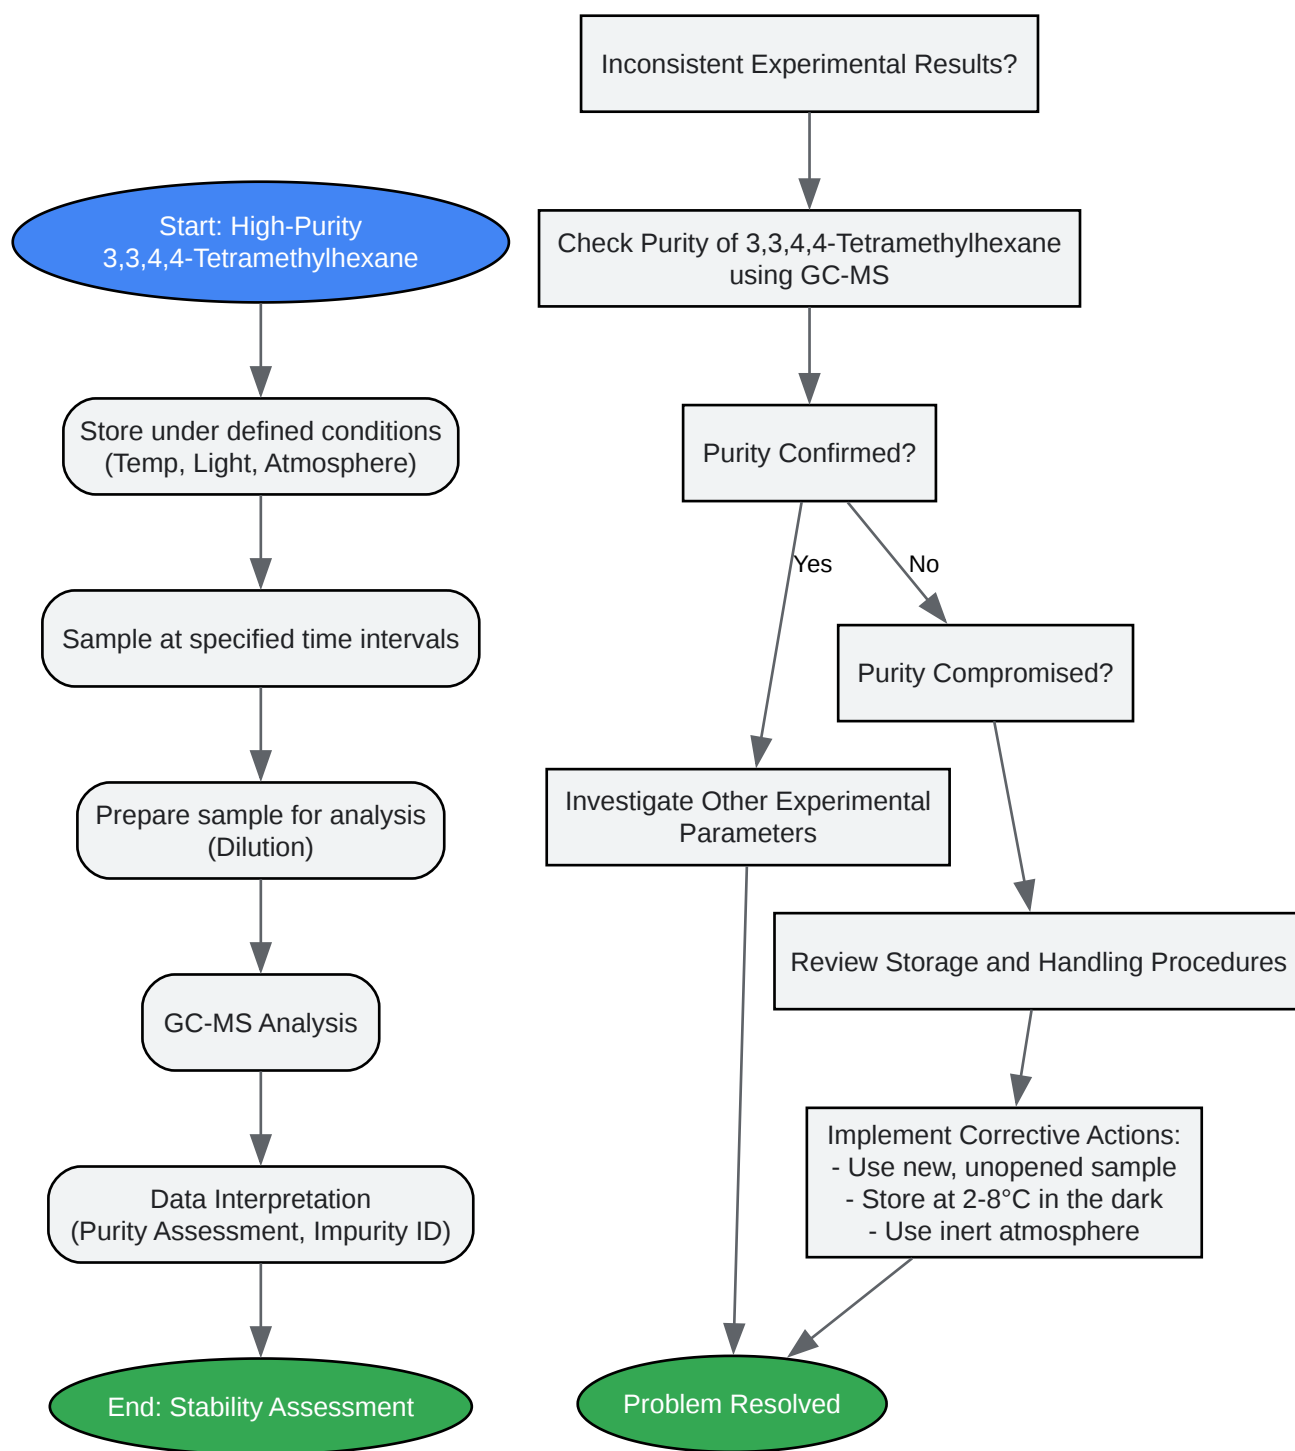 Start: High-Purity
3,3,4,4-Tetramethylhexane
Store under defined conditions
(Temp, Light, Atmosphere)
Sample at specified time intervals
Prepare sample for analysis
(Dilution)
GC-MS Analysis
Data Interpretation
(Purity Assessment, Impurity ID)
End: Stability Assessment
Inconsistent Experimental Results?
Check Purity of 3,3,4,4-Tetramethylhexane
using GC-MS
Purity Confirmed?
Yes
No
Purity Compromised?
Investigate Other Experimental
Parameters
Review Storage and Handling Procedures
Implement Corrective Actions:
- Use new, unopened sample
- Store at 2-8°C in the dark
- Use inert atmosphere
Problem Resolved